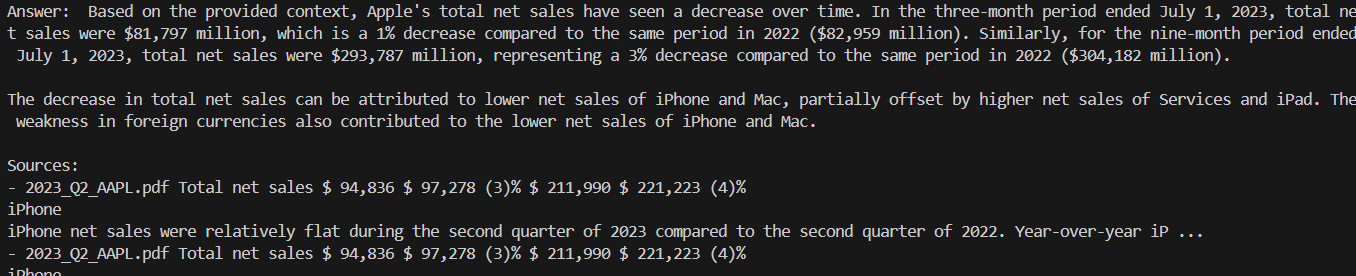 Answer:  Based on the provided context, Apple's total net sales have seen a decrease over time. In the three-month period ended July 1, 2023, total ne
t sales were $81,797 million, which is a 1% decrease compared to the same period in 2022 ($82,959 million). Similarly, for the nine-month period ended
 July 1, 2023, total net sales were $293,787 million, representing a 3% decrease compared to the same period in 2022 ($304,182 million).

The decrease in total net sales can be attributed to lower net sales of iPhone and Mac, partially offset by higher net sales of Services and iPad. The
 weakness in foreign currencies also contributed to the lower net sales of iPhone and Mac.

Sources:
- 2023_Q2_AAPL.pdf Total net sales $ 94,836 $ 97,278 (3)% $ 211,990 $ 221,223 (4)%
iPhone
iPhone net sales were relatively flat during the second quarter of 2023 compared to the second quarter of 2022. Year-over-year iP ...
- 2023_Q2_AAPL.pdf Total net sales $ 94,836 $ 97,278 (3)% $ 211,990 $ 221,223 (4)%
iPhone